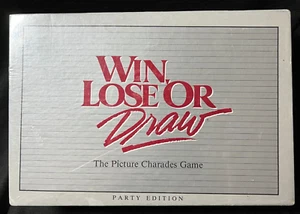 WIN,
LOSE OR
Draw
The Picture Charades Game
PARTY EDITION